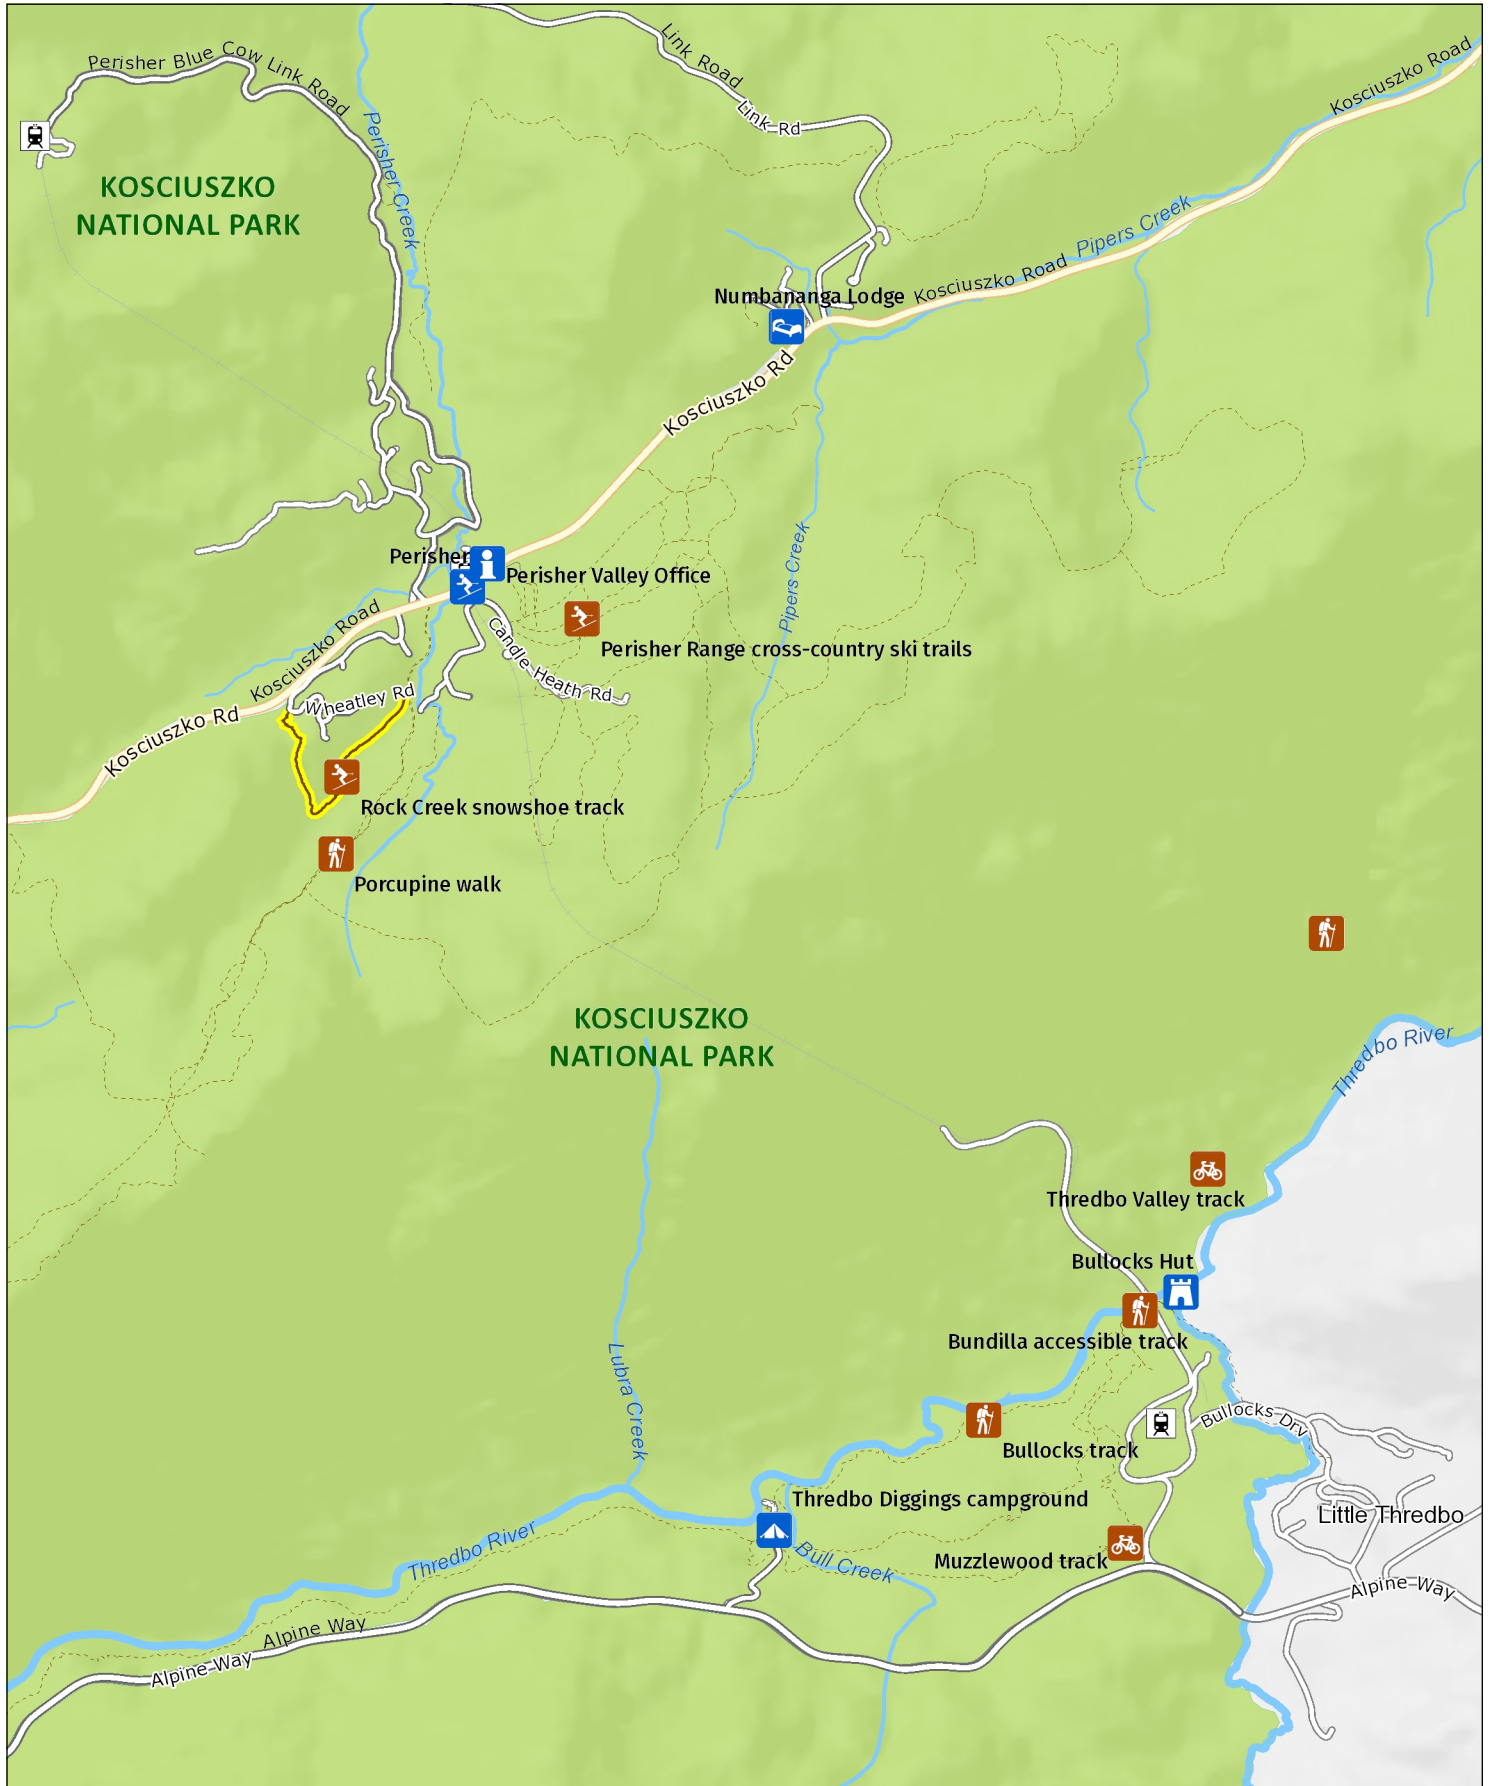 Perisher Blue Cow Link Road
Link Road
Link Rd
Kosciuszko Road
Perisher Creek
KOSCIUSZKO
NATIONAL PARK
Pipers Creek
Kosciuszko Road
Numbananga Lodge
Kosciuszko Rd
Pipers Creek
Perisher
Perisher Valley Office
Kosciuszko Road
Candle Heath Rd
Perisher Range cross-country ski trails
Wheatley Rd
Kosciuszko Rd
Rock Creek snowshoe track
Porcupine walk
KOSCIUSZKO
NATIONAL PARK
Thredbo River
Thredbo Valley track
Bullocks Hut
Bundilla accessible track
Lubra Creek
Bullocks Drv
Bullocks track
Thredbo Diggings campground
Little Thredbo
Thredbo River
Bull Creek
Muzzlewood track
Alpine Way
Alpine Way
Alpine Way